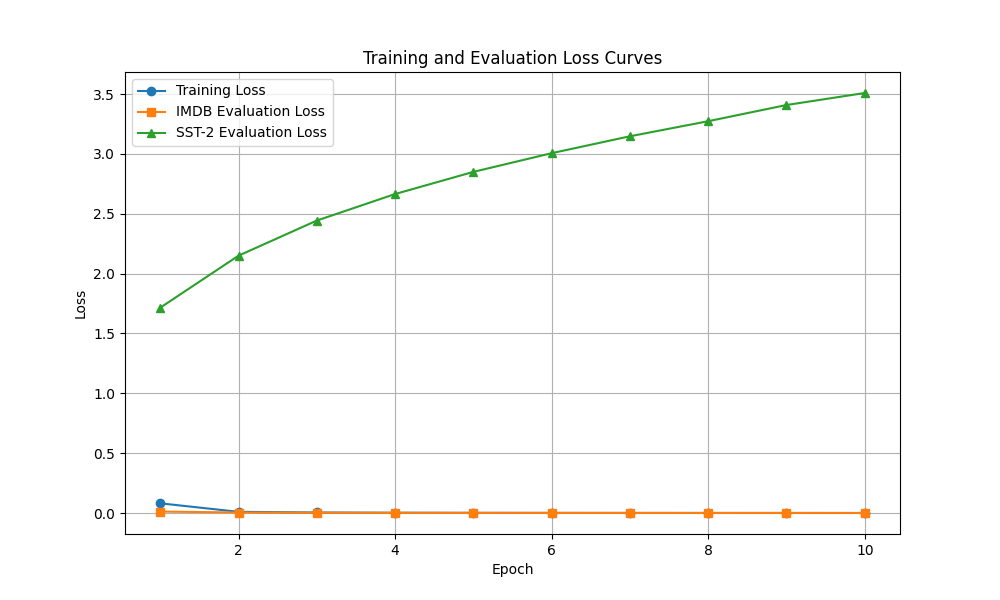 Training and Evaluation Loss Curves
Training Loss
IMDB Evaluation Loss
SST-2 Evaluation Loss
Loss
3.5
3.0
2.5
2.0
1.5
1.0
0.5
0.0
2 4 6 8 10
Epoch